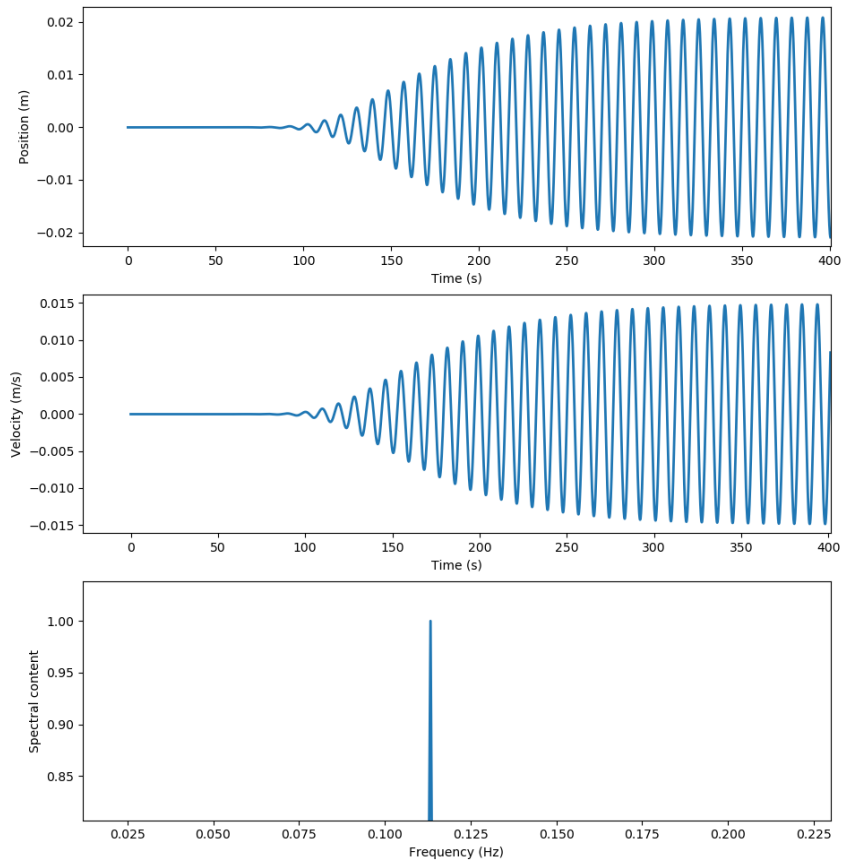 0.02
0.01
0.00
−0.01
−0.02
Position (m)
0 50 100 150 200 250 300 350 400
Time (s)
0.015
0.010
0.005
0.000
−0.005
−0.010
−0.015
Velocity (m/s)
0 50 100 150 200 250 300 350 400
Time (s)
1.00
0.95
0.90
0.85
Spectral content
0.025 0.050 0.075 0.100 0.125 0.150 0.175 0.200 0.225
Frequency (Hz)